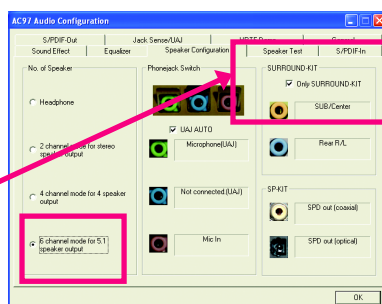 AC97 Audio Configuration
S/PDIF-Out
Jack Sense/UAJ
General
Sound Effect
Equalizer
Speaker Configuration
Speaker Test
S/PDIF-In
No. of Speaker
Headphone
2 channel mode for stereo
speaker output
4 channel mode for 4 speaker
output
6 channel mode for 5.1
speaker output
Phonejack Switch
UAJ AUTO
Microphone(UAJ)
Not connected.(UAJ)
Mic In
SURROUND-KIT
Only SURROUND-KIT
SUB/Center
Rear R/L
SP-KIT
SPD out (coaxial)
SPD out (optical)
OK